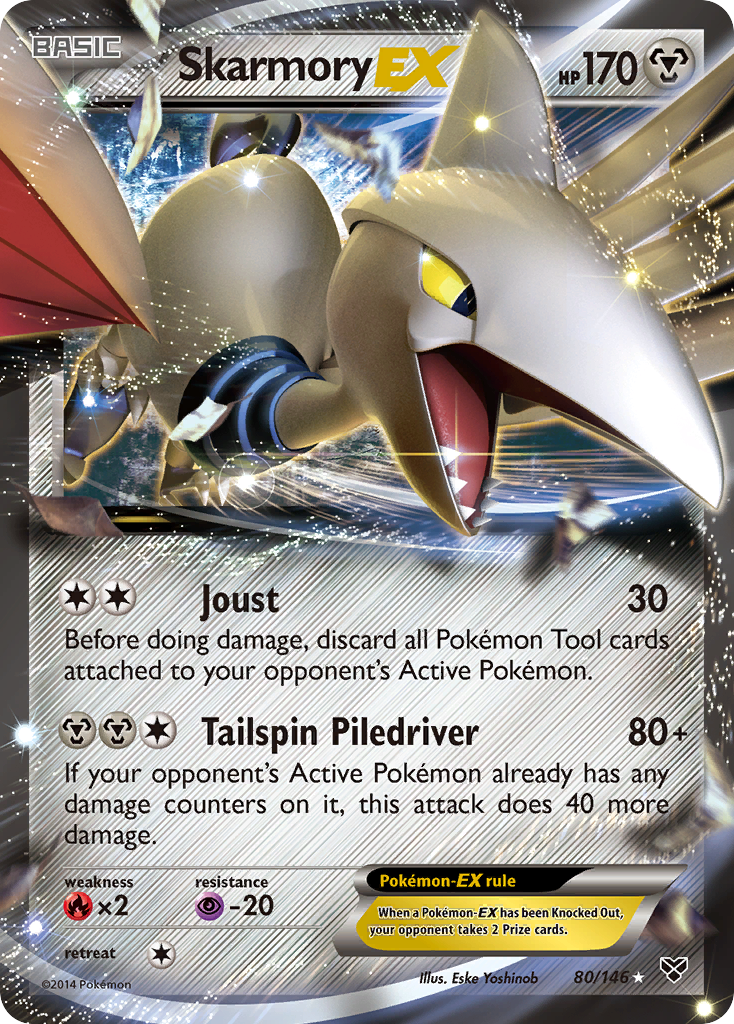 BASIC
Skarmory EX HP 170
Joust 30
Before doing damage, discard all Pokémon Tool cards
attached to your opponent's Active Pokémon.
Tailspin Piledriver 80+
If your opponent's Active Pokémon already has any
damage counters on it, this attack does 40 more
damage.
weakness resistance
×2 -20
retreat
Pokémon-EX rule
When a Pokémon-EX has been Knocked Out,
your opponent takes 2 Prize cards.
©2014 Pokémon Illus. Eske Yoshinob 80/146